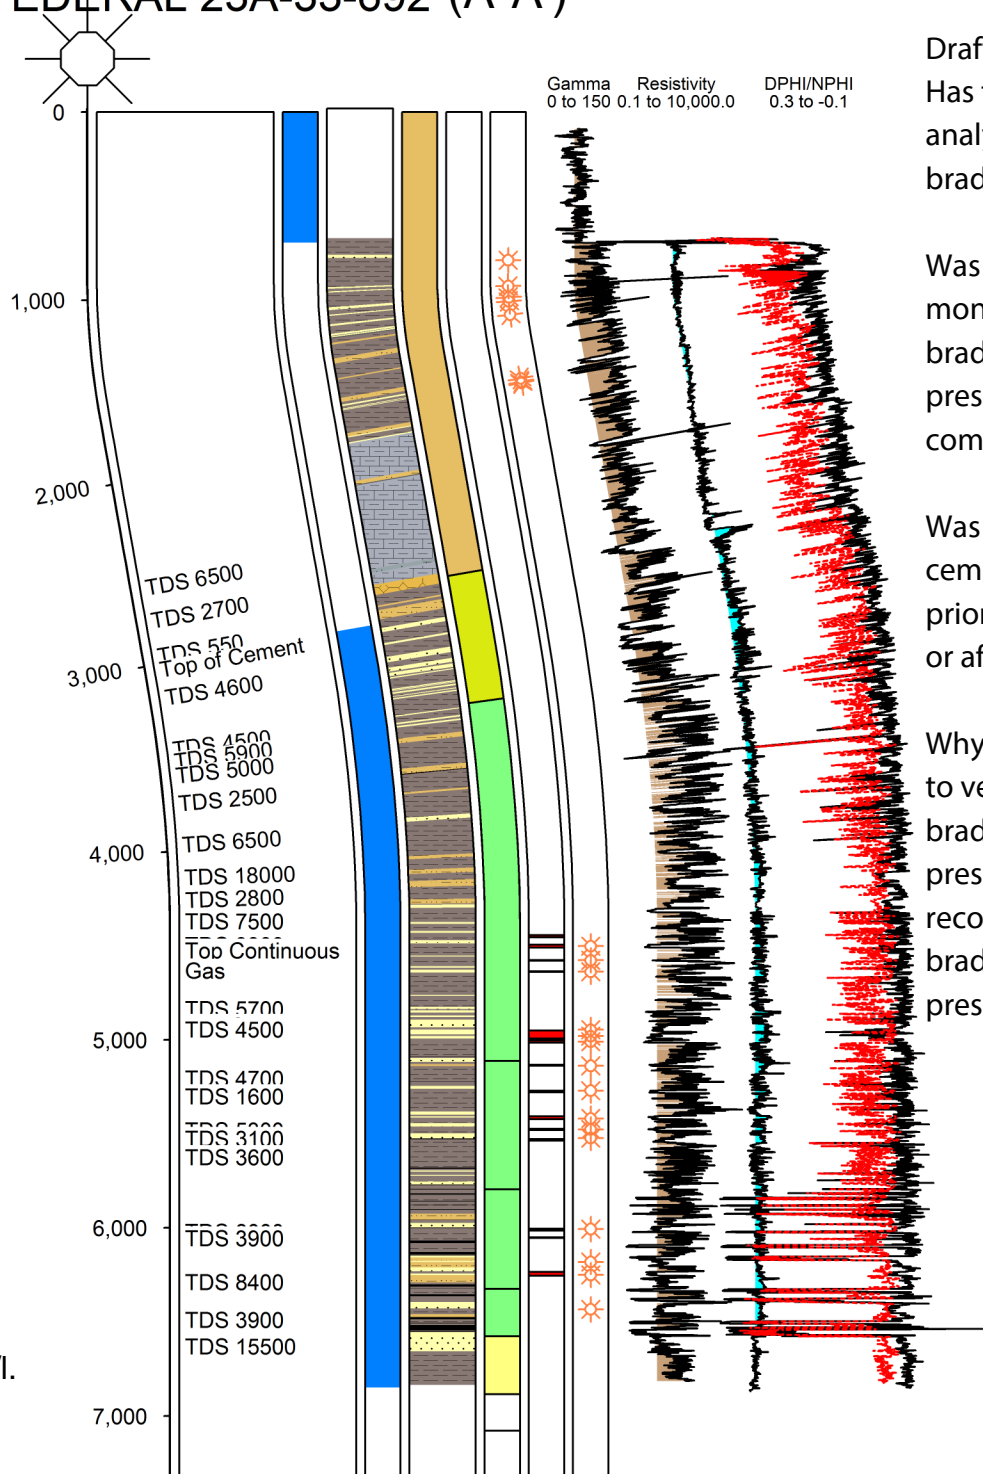 EDERAL 23A-35-692 (A-A')
Gamma
0 to 150
Resistivity
0.1 to 10,000.0
DPHI/NPHI
0.3 to -0.1
0
1,000
2,000
3,000
4,000
5,000
6,000
7,000
TDS 6500
TDS 2700
TDS 550
Top of Cement
TDS 4600
TDS 4500
TDS 5900
TDS 5000
TDS 2500
TDS 6500
TDS 18000
TDS 2800
TDS 7500
Top Continuous
Gas
TDS 5700
TDS 4500
TDS 4700
TDS 1600
TDS 3100
TDS 3600
TDS 3900
TDS 8400
TDS 3900
TDS 15500
Draf
Has
analy
brad
Was
mon
brad
pres
com
Was
cem
prior
or af
Why
to ve
brad
pres
reco
brad
pres
l.